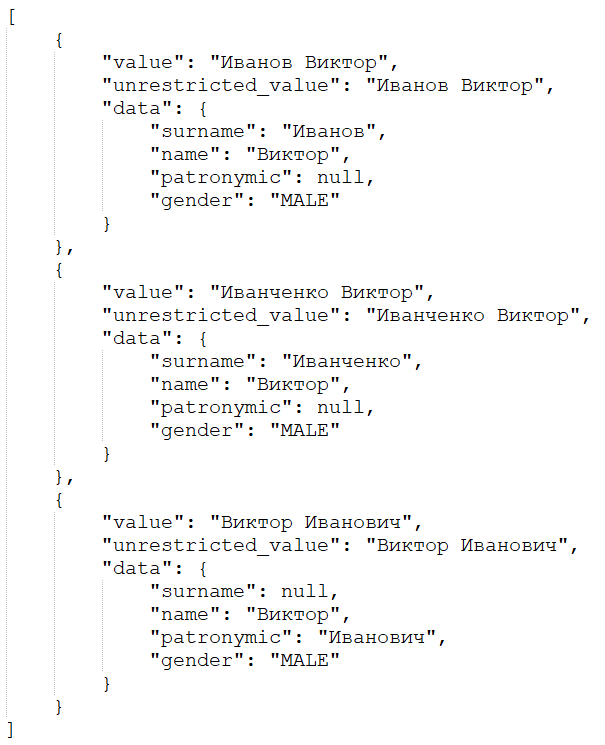 [
    {
        "value": "Иванов Виктор",
        "unrestricted_value": "Иванов Виктор",
        "data": {
            "surname": "Иванов",
            "name": "Виктор",
            "patronymic": null,
            "gender": "MALE"
        }
    },
    {
        "value": "Иванченко Виктор",
        "unrestricted_value": "Иванченко Виктор",
        "data": {
            "surname": "Иванченко",
            "name": "Виктор",
            "patronymic": null,
            "gender": "MALE"
        }
    },
    {
        "value": "Виктор Иванович",
        "unrestricted_value": "Виктор Иванович",
        "data": {
            "surname": null,
            "name": "Виктор",
            "patronymic": "Иванович",
            "gender": "MALE"
        }
    }
]